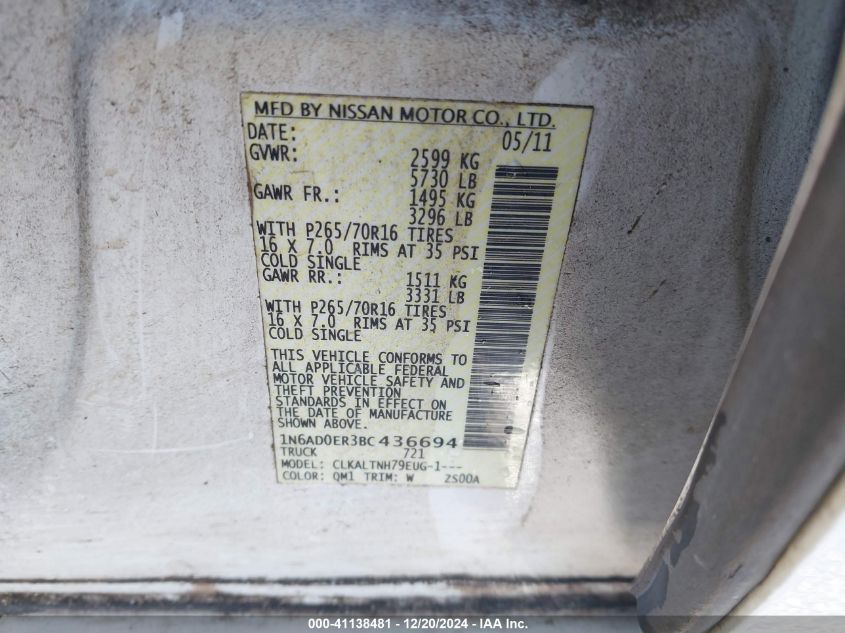 MFD BY NISSAN MOTOR CO., LTD.
DATE: 05/11
GVWR: 2599 KG
5730 LB
GAWR FR.: 1495 KG
3296 LB
WITH P265/70R16 TIRES
16 X 7.0 RIMS AT 35 PSI
COLD SINGLE
GAWR RR.: 1511 KG
3331 LB
WITH P265/70R16 TIRES
16 X 7.0 RIMS AT 35 PSI
COLD SINGLE
THIS VEHICLE CONFORMS TO
ALL APPLICABLE FEDERAL
MOTOR VEHICLE SAFETY AND
THEFT PREVENTION
STANDARDS IN EFFECT ON
THE DATE OF MANUFACTURE
SHOWN ABOVE.
1N6AD0ER3BC436694
TRUCK 721
MODEL: CLKALTNH79EUG-1---
COLOR: QM1 TRIM: W 2S00A
000-41138481 - 12/20/2024 - IAA Inc.